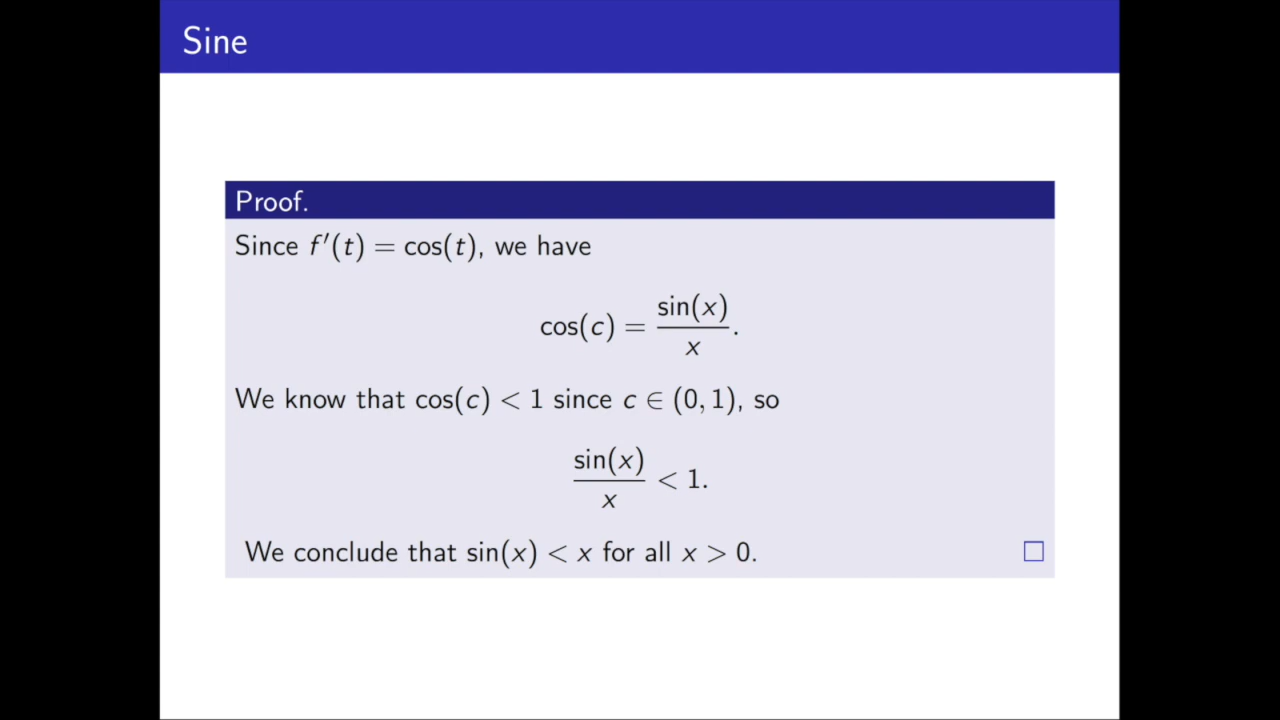 Sine
Proof.
Since f′(t) = cos(t), we have
cos(c) = sin(x)/x.
We know that cos(c) < 1 since c ∈ (0, 1), so
sin(x)/x < 1.
We conclude that sin(x) < x for all x > 0.